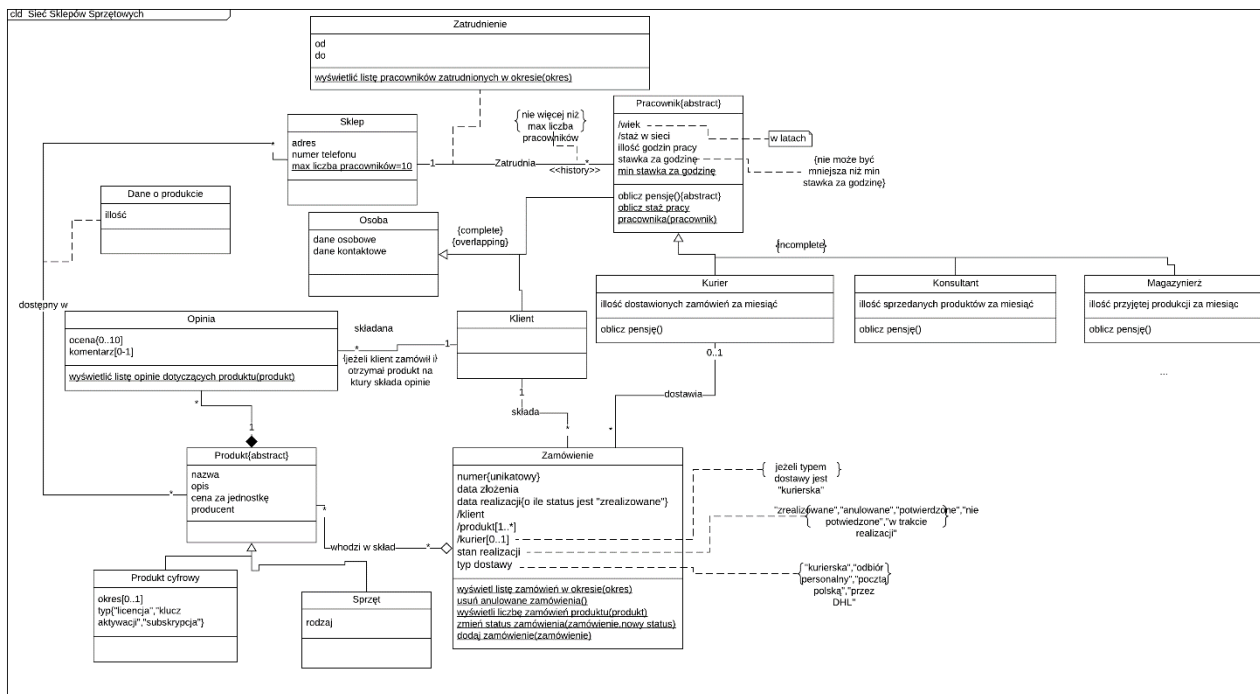 cld Sieć Sklepów Sprzętowych
Zatrudnienie
od
do
wyświetlić listę pracowników zatrudnionych w okresie(okres)
Sklep
adres
numer telefonu
max liczba pracowników=10
{nie więcej niż
max liczba
pracowników}
1
Zatrudnia
*
<<history>>
Pracownik{abstract}
/wiek
/staż w sieci
illość godzin pracy
stawka za godzinę
min stawka za godzinę
oblicz pensję(){abstract}
oblicz staż pracy
pracownika(pracownik)
w latach
{nie może być
mniejsza niż min
stawka za godzinę}
*
Dane o produkcie
illość
dostępny w
Osoba
dane osobowe
dane kontaktowe
{complete}
{overlapping}
{incomplete}
Kurier
illość dostawionych zamówień za miesiąć
oblicz pensję()
Konsultant
illość sprzedanych produktów za miesiąć
oblicz pensję()
Magazynierż
illość przyjętej produkcji za miesiąc
oblicz pensję()
...
Opinia
ocena{0..10]
komentarz[0-1]
wyświetlić listę opinie dotyczących produktu(produkt)
składana
*
1
{jeżeli klient zamówił i
otrzymał produkt na
ktury składa opinie
Klient
0..1
dostawia
*
1
składa
*
*
1
Produkt{abstract}
nazwa
opis
cena za jednostkę
producent
*
*
whodzi w skład
*
Zamówienie
numer{unikatowy}
data złożenia
data realizacji{o ile status jest "zrealizowane"}
/klient
/produkt[1..*]
/kurier[0..1]
stan realizacji
typ dostawy
wyświetl listę zamówień w okresie(okres)
usuń anulowane zamówienia()
wyświetli liczbę zamówień produktu(produkt)
zmień status zamówienia(zamówienie.nowy status)
dodaj zamówienie(zamówienie)
{jeżeli typem
dostawy jest
"kurierska"}
{"zrealizowane","anulowane","potwierdzone","nie
potwiedzone","w trakcie
realizacji"}
{"kurierska","odbiór
personalny","pocztą
polską","przez
DHL"}
Produkt cyfrowy
okres[0..1]
typ{"licencja","klucz
aktywacji","subskrypcja"}
Sprzęt
rodzaj